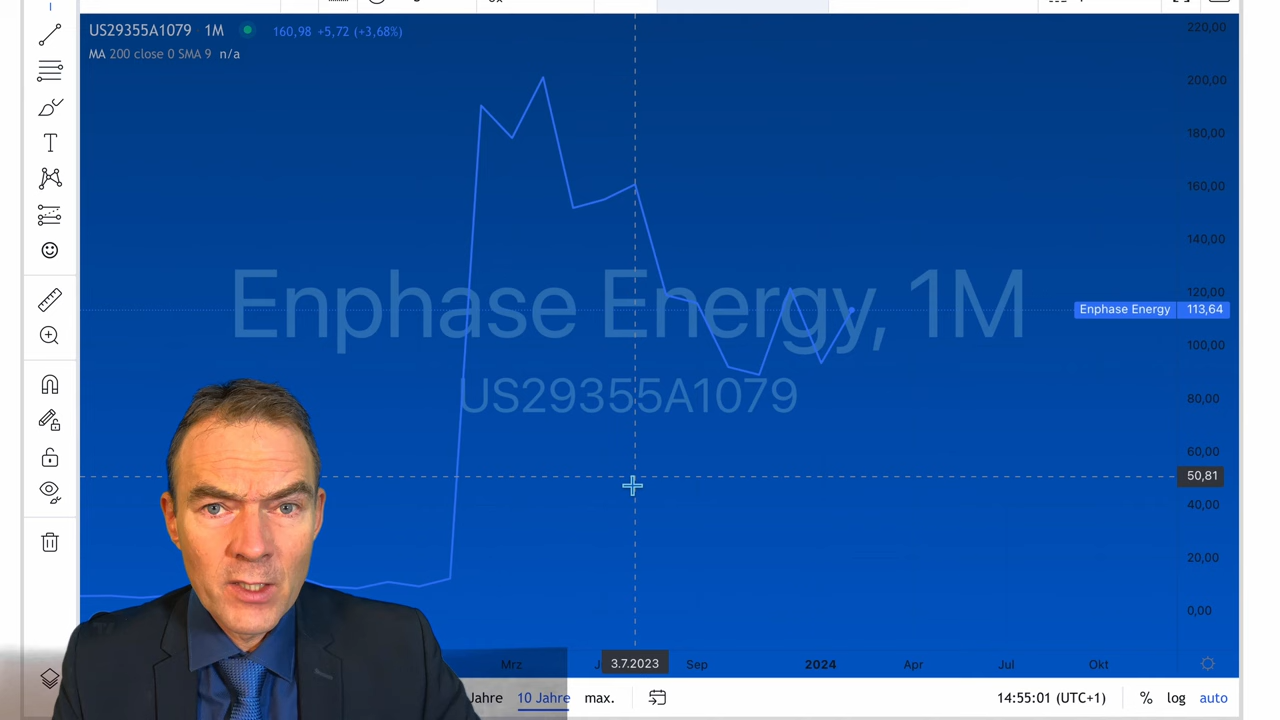 US29355A1079 1M 160,98 +5,72 (+3,68%)
MA 200 close 0 SMA 9 n/a
220,00
200,00
180,00
160,00
140,00
120,00
Enphase Energy 113,64
100,00
80,00
60,00
50,81
40,00
20,00
0,00
Enphase Energy, 1M
US29355A1079
Mrz 3.7.2023 Sep 2024 Apr Jul Okt
Jahre 10 Jahre max. 14:55:01 (UTC+1) % log auto